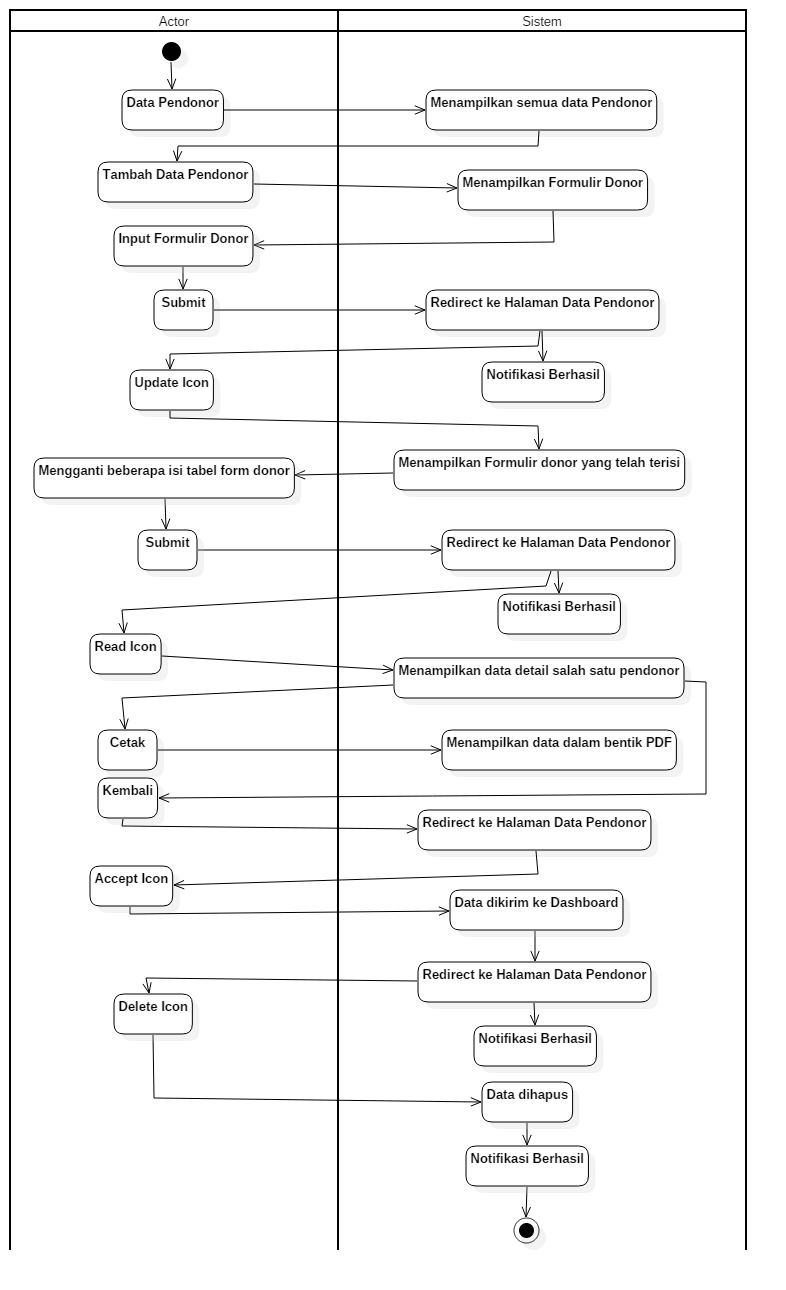 Actor
Sistem
Data Pendonor
Menampilkan semua data Pendonor
Tambah Data Pendonor
Menampilkan Formulir Donor
Input Formulir Donor
Submit
Redirect ke Halaman Data Pendonor
Update Icon
Notifikasi Berhasil
Menampilkan Formulir donor yang telah terisi
Mengganti beberapa isi tabel form donor
Submit
Redirect ke Halaman Data Pendonor
Notifikasi Berhasil
Read Icon
Menampilkan data detail salah satu pendonor
Cetak
Menampilkan data dalam bentik PDF
Kembali
Redirect ke Halaman Data Pendonor
Accept Icon
Data dikirim ke Dashboard
Redirect ke Halaman Data Pendonor
Delete Icon
Notifikasi Berhasil
Data dihapus
Notifikasi Berhasil